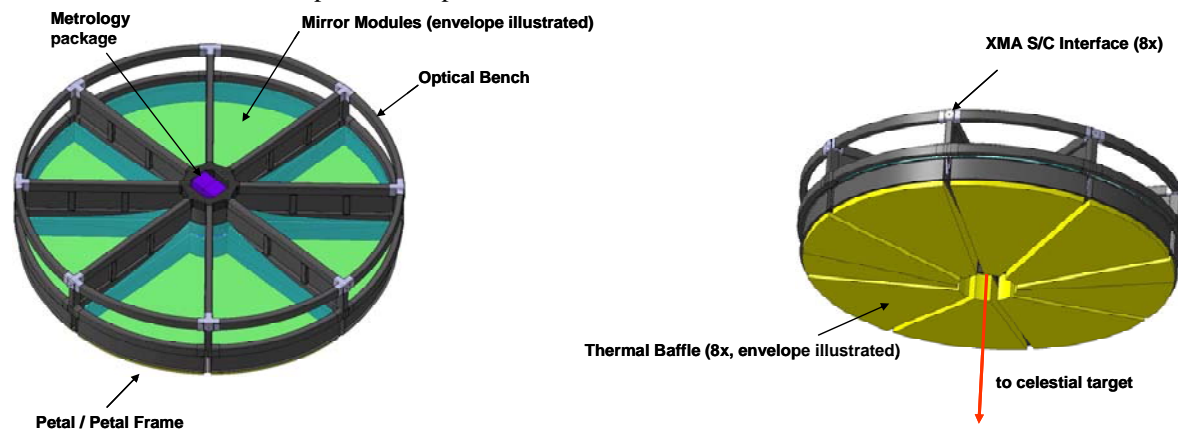 Metrology
package
Mirror Modules (envelope illustrated)
Optical Bench
Petal / Petal Frame
XMA S/C Interface (8x)
Thermal Baffle (8x, envelope illustrated)
to celestial target